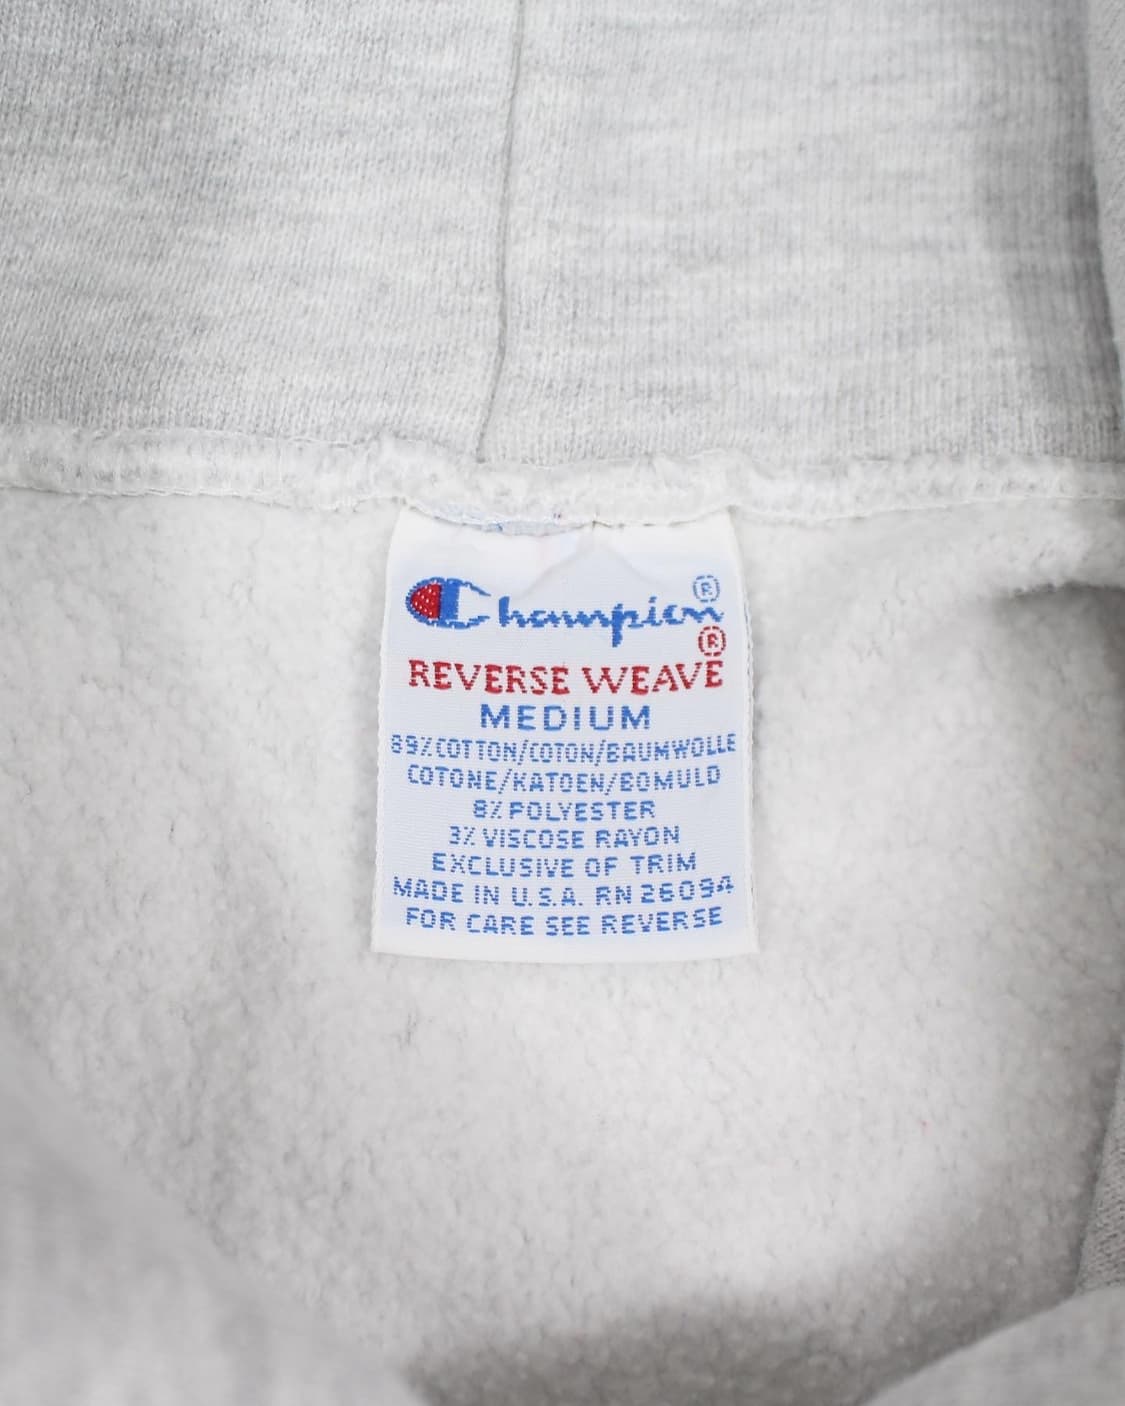 Champion®
REVERSE WEAVE®
MEDIUM
89% COTTON/COTON/BAUMWOLLE
COTONE/KATOEN/BOMULD
8% POLYESTER
3% VISCOSE RAYON
EXCLUSIVE OF TRIM
MADE IN U.S.A. RN 26094
FOR CARE SEE REVERSE